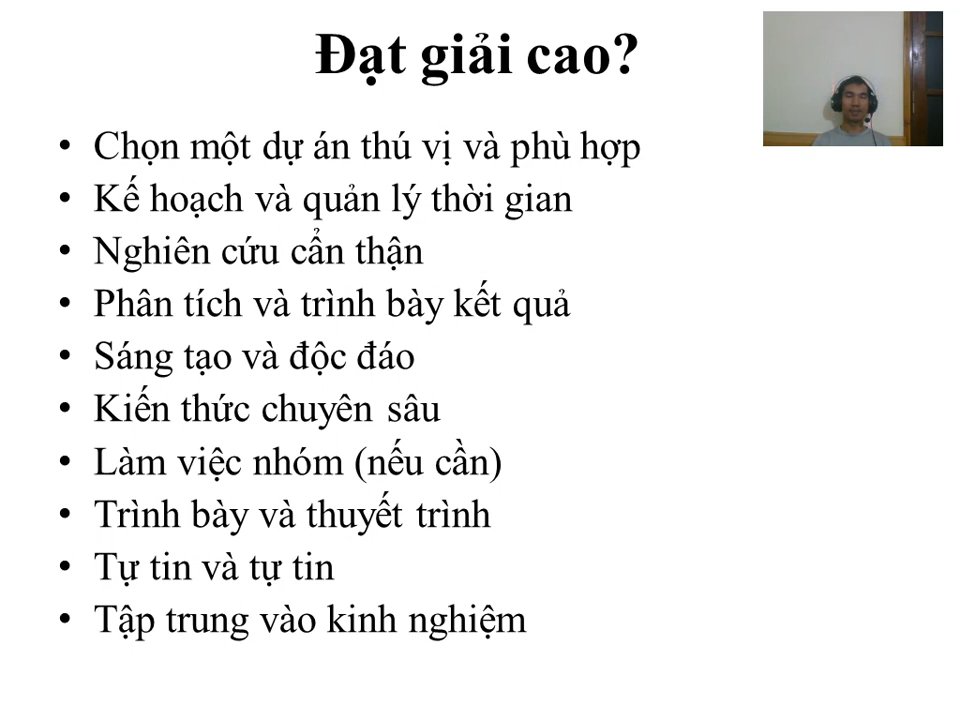 Đạt giải cao?
• Chọn một dự án thú vị và phù hợp
• Kế hoạch và quản lý thời gian
• Nghiên cứu cẩn thận
• Phân tích và trình bày kết quả
• Sáng tạo và độc đáo
• Kiến thức chuyên sâu
• Làm việc nhóm (nếu cần)
• Trình bày và thuyết trình
• Tự tin và tự tin
• Tập trung vào kinh nghiệm